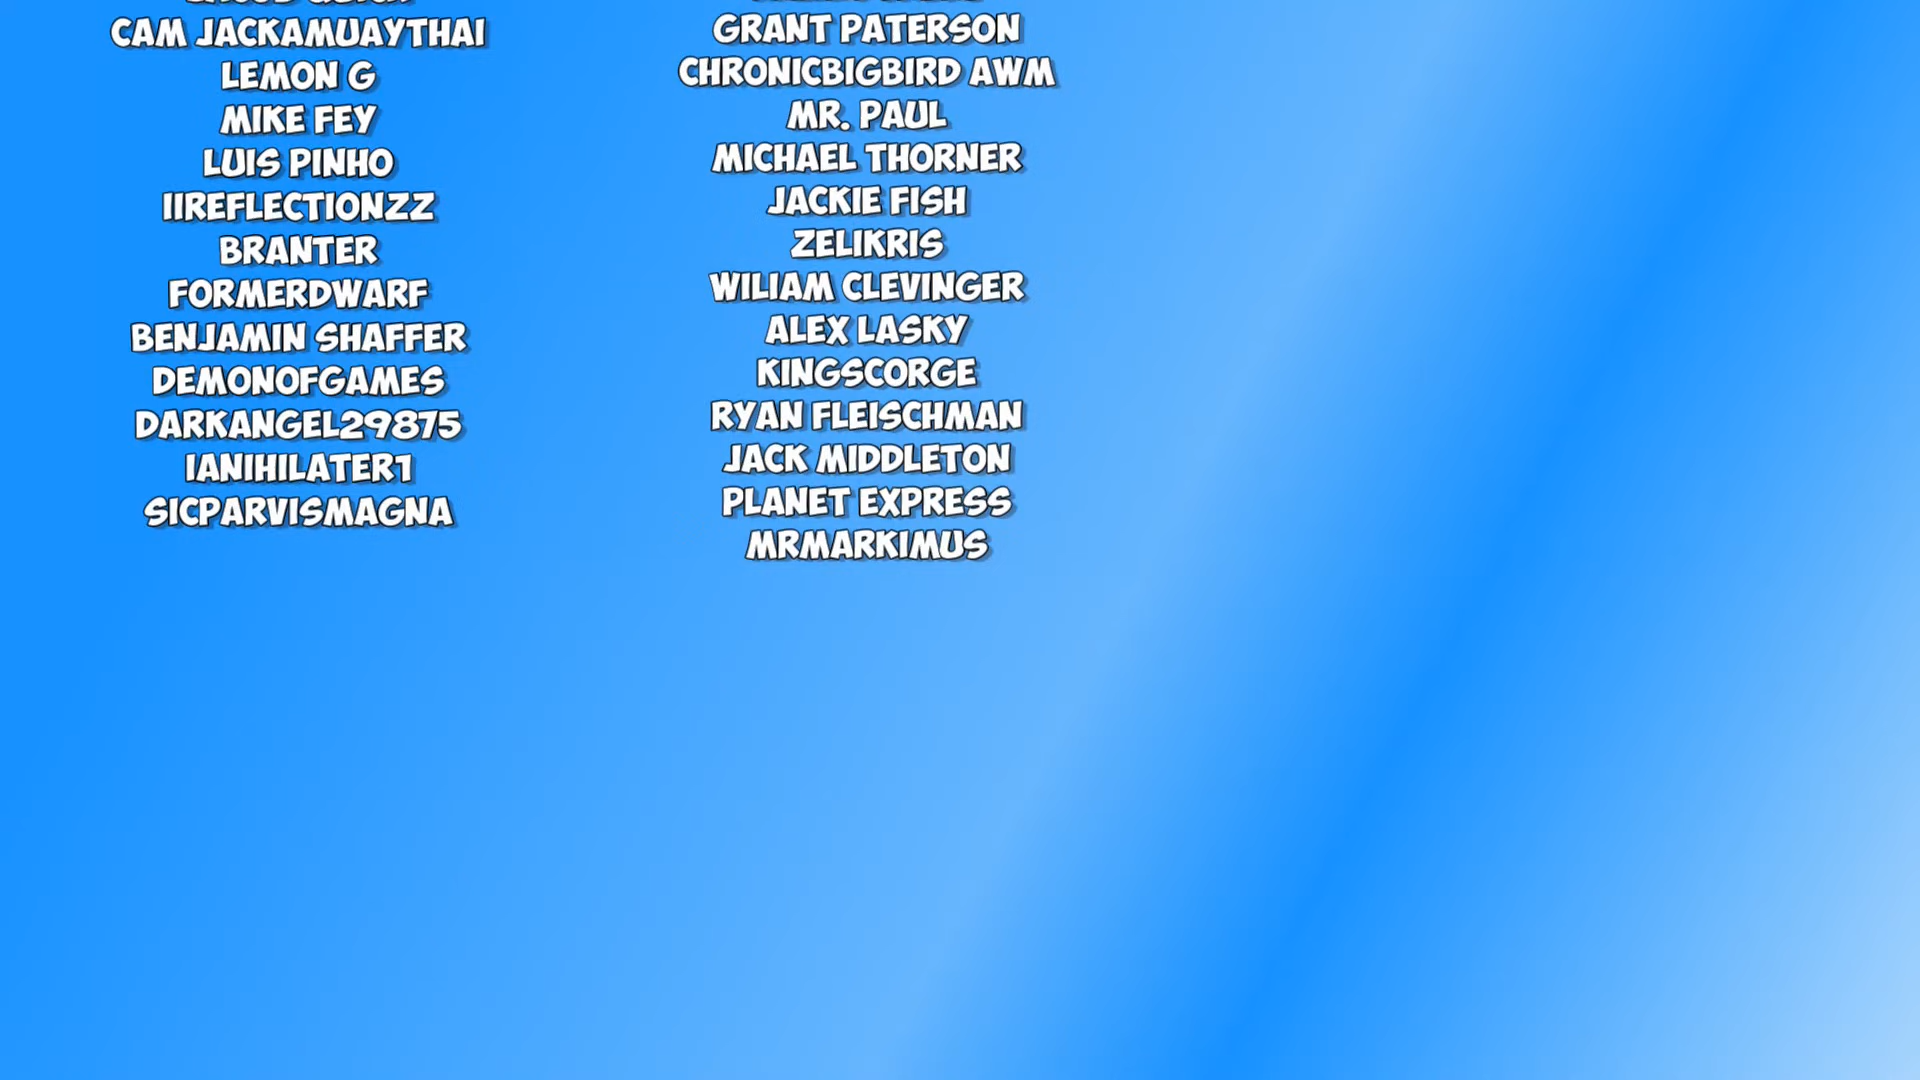 CAM JACKAMUAYTHAI
LEMON G
MIKE FEY
LUIS PINHO
IIREFLECTIONZZ
BRANTER
FORMERDWARF
BENJAMIN SHAFFER
DEMONOFGAMES
DARKANGEL29875
IANIHILATER1
SICPARVISMAGNA
GRANT PATERSON
CHRONICBIGBIRD AWM
MR. PAUL
MICHAEL THORNER
JACKIE FISH
ZELIKRIS
WILIAM CLEVINGER
ALEX LASKY
KINGSCORGE
RYAN FLEISCHMAN
JACK MIDDLETON
PLANET EXPRESS
MRMARKIMUS